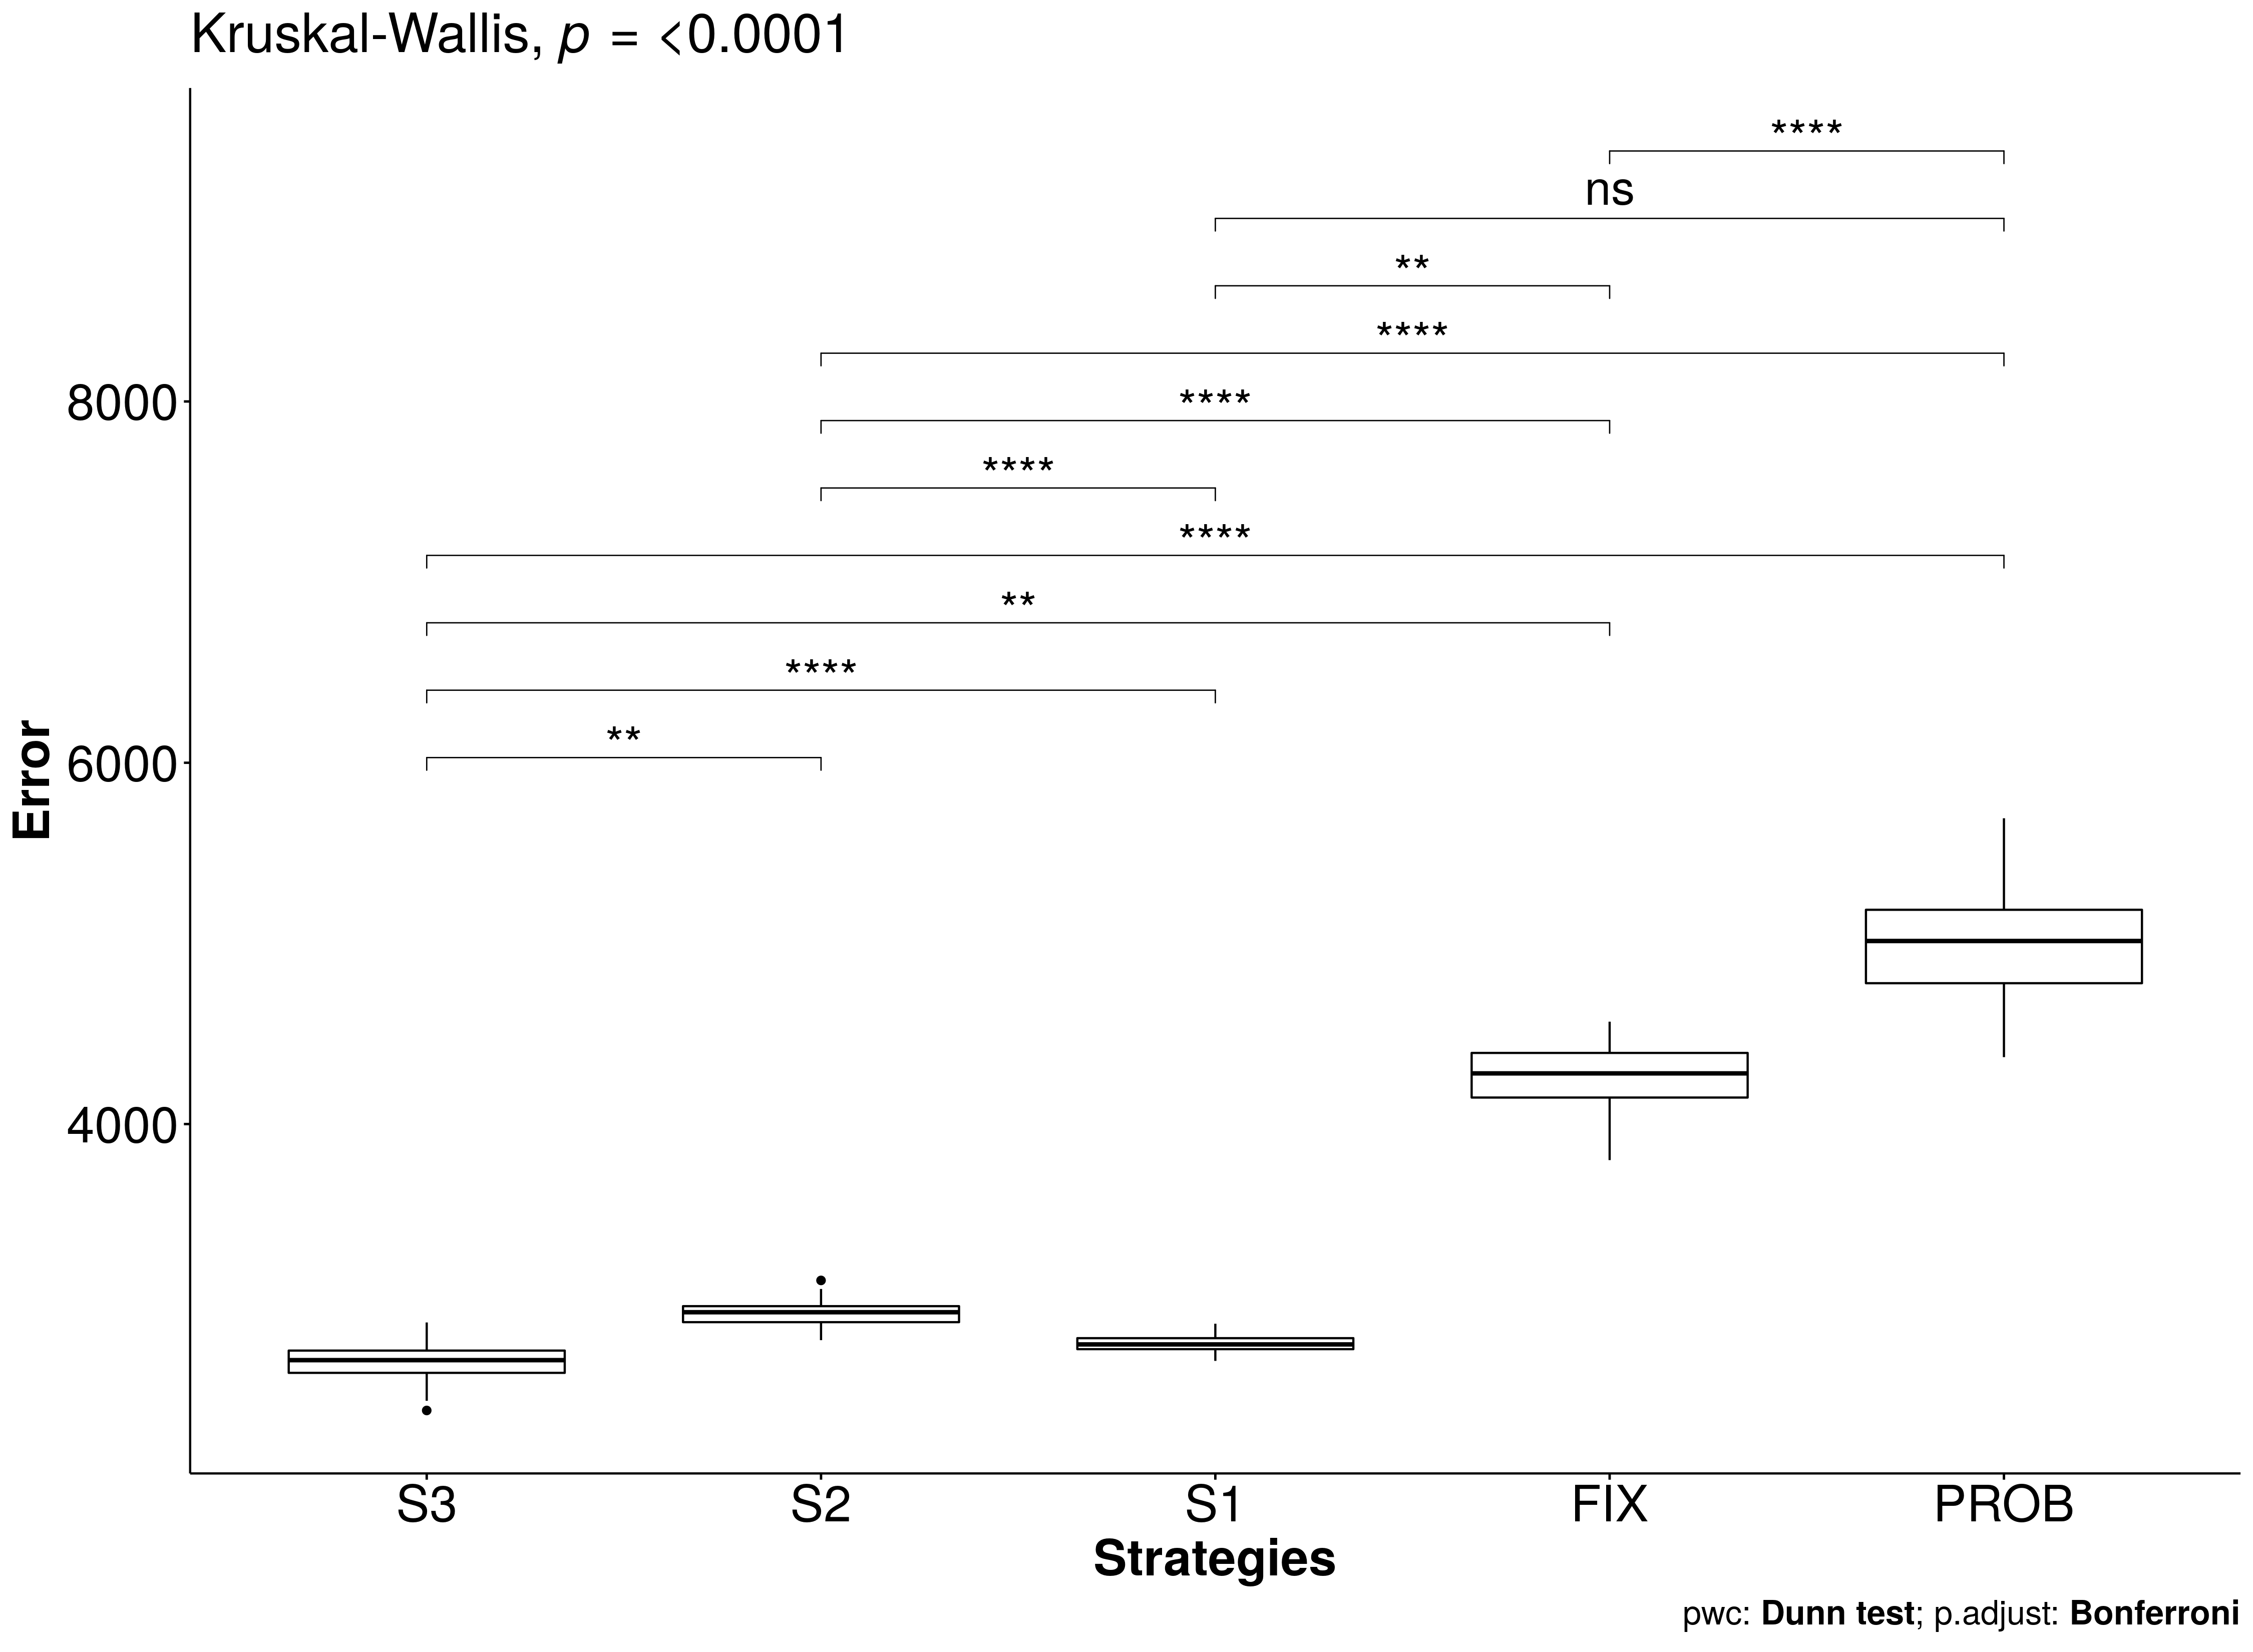 Kruskal-Wallis, p = <0.0001
****
ns
**
****
8000
****
****
****
**
****
**
6000
Error
4000
S3 S2 S1 FIX PROB
Strategies
pwc: Dunn test; p.adjust: Bonferroni